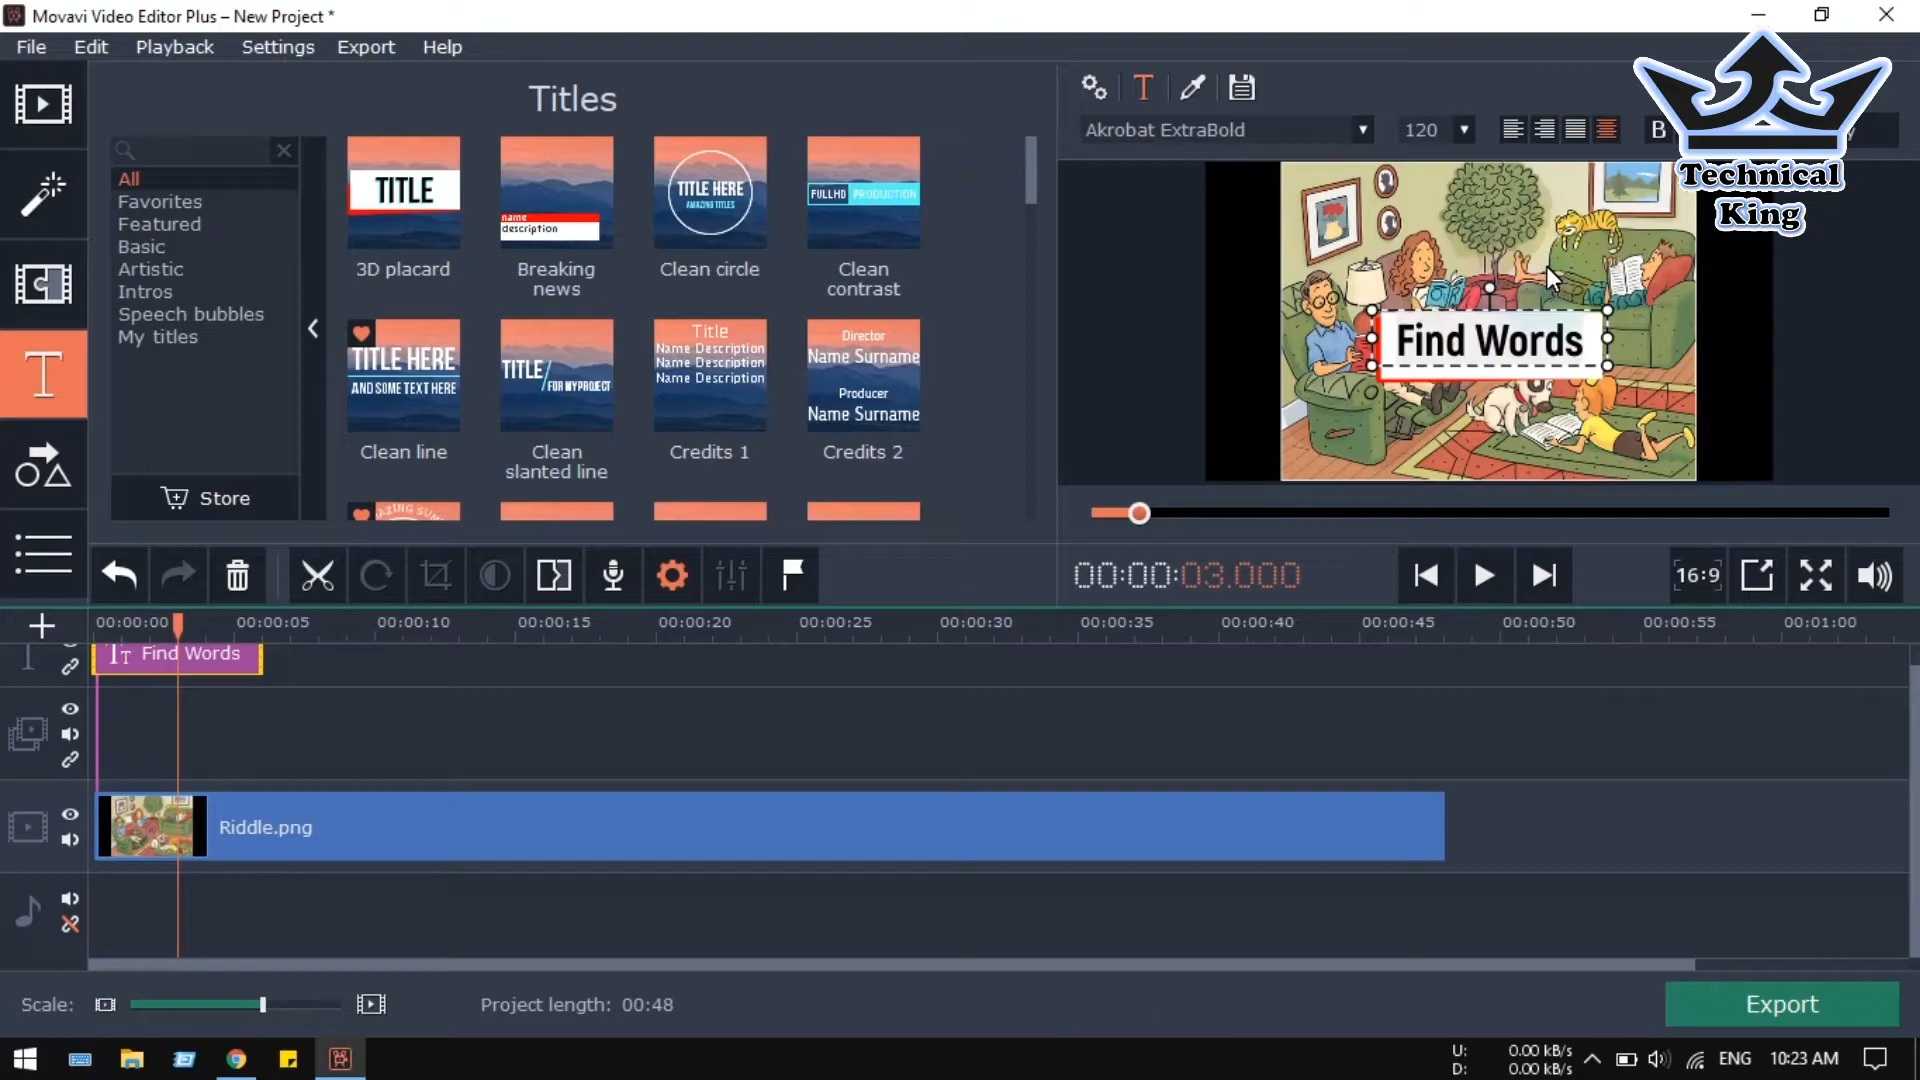 Movavi Video Editor Plus – New Project *
File Edit Playback Settings Export Help
Titles
All
Favorites
Featured
Basic
Artistic
Intros
Speech bubbles
My titles
Store
TITLE
3D placard
name
description
Breaking
news
TITLE HERE
AMAZING TITLES
Clean circle
FULLHD PRODUCTION
Clean
contrast
TITLE HERE
AND SOME TEXT HERE
Clean line
TITLE/
FOR MY PROJECT
Clean
slanted line
Title
Name Description
Name Description
Name Description
Credits 1
Director
Name Surname
Producer
Name Surname
Credits 2
Akrobat ExtraBold 120 B
Technical
King
Find Words
00:00:03.000
16:9
00:00:00 00:00:05 00:00:10 00:00:15 00:00:20 00:00:25 00:00:30 00:00:35 00:00:40 00:00:45 00:00:50 00:00:55 00:01:00
Find Words
Riddle.png
Scale: Project length: 00:48
Export
U: 0.00 kB/s
D: 0.00 kB/s
ENG 10:23 AM